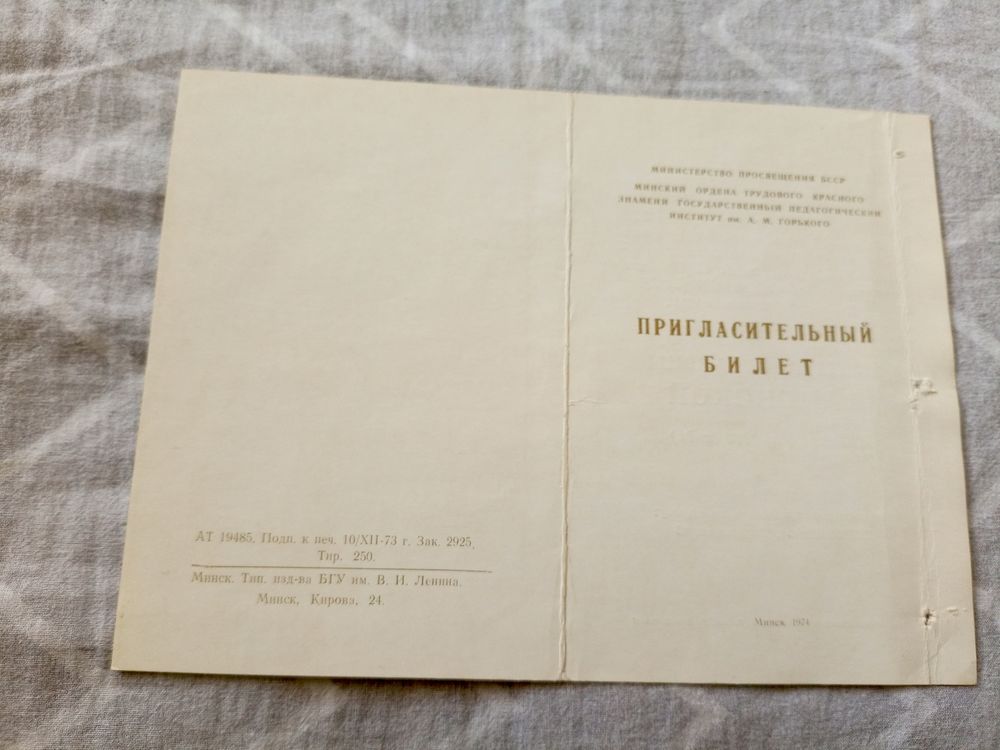 АТ 19485. Подп. к печ. 10/XII-73 г. Зак. 2925.
Тир. 250.
Минск. Тип. изд-ва БГУ им. В. И. Ленина.
Минск, Кирова, 24.
МИНИСТЕРСТВО ПРОСВЕЩЕНИЯ БССР
МИНСКИЙ ОРДЕНА ТРУДОВОГО КРАСНОГО
ЗНАМЕНИ ГОСУДАРСТВЕННЫЙ ПЕДАГОГИЧЕСКИЙ
ИНСТИТУТ им. А. М. ГОРЬКОГО
ПРИГЛАСИТЕЛЬНЫЙ
БИЛЕТ
Минск 1974